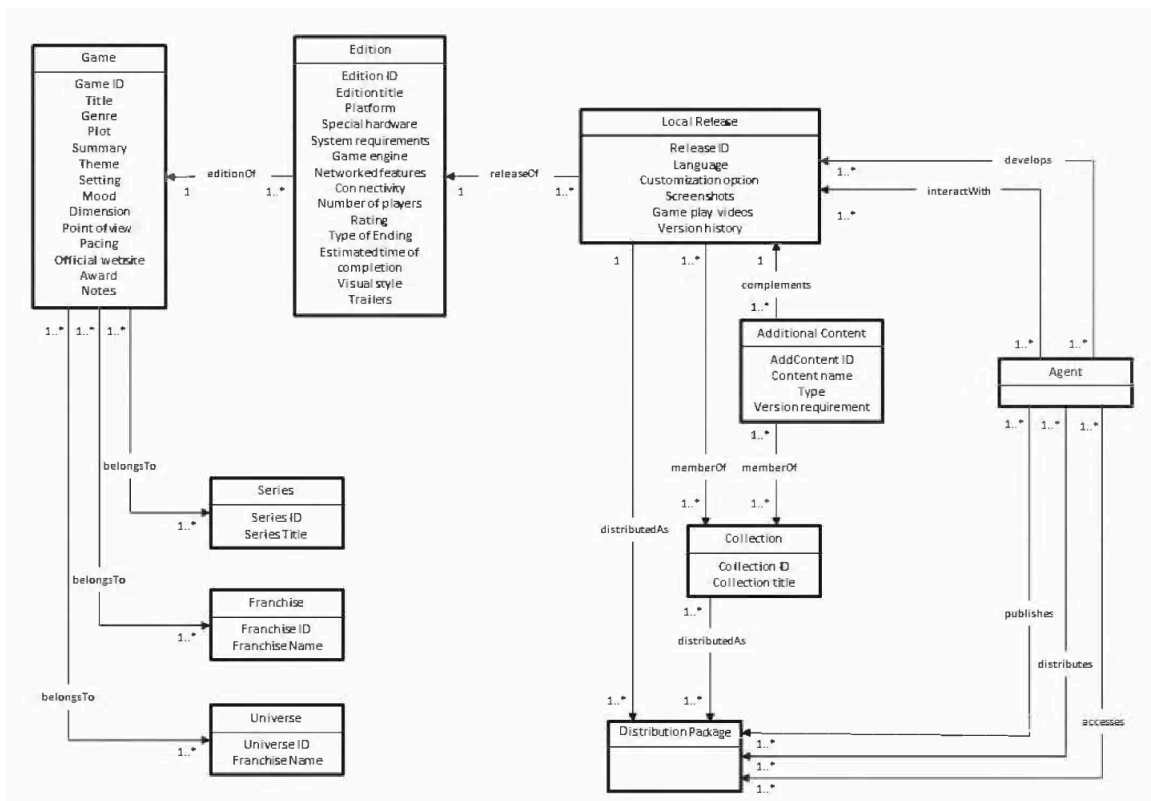 Game
Game ID
Title
Genre
Plot
Summary
Theme
Setting
Mood
Dimension
Point of view
Pacing
Official website
Award
Notes
editionOf
1
1..*
Edition
Edition ID
Edition title
Platform
Special hardware
System requirements
Game engine
Networked features
Connectivity
Number of players
Rating
Type of Ending
Estimated time of
completion
Visual style
Trailers
releaseOf
1
1..*
Local Release
Release ID
Language
Customization option
Screenshots
Game play videos
Version history
develops
1..*
interactWith
1..*
1
1..*
1
complements
1..*
Additional Content
AddContent ID
Content name
Type
Version requirement
1..*
1..*
1..*
Agent
1..*
1..*
1..*
1..*
1..*
1..*
belongsTo
1..*
Series
Series ID
Series Title
belongsTo
1..*
Franchise
Franchise ID
Franchise Name
belongsTo
1..*
Universe
Universe ID
Franchise Name
memberOf
memberOf
1..*
1..*
distributedAs
Collection
Collection ID
Collection title
1..*
distributedAs
1..*
1..*
publishes
distributes
accesses
Distribution Package
1..*
1..*
1..*